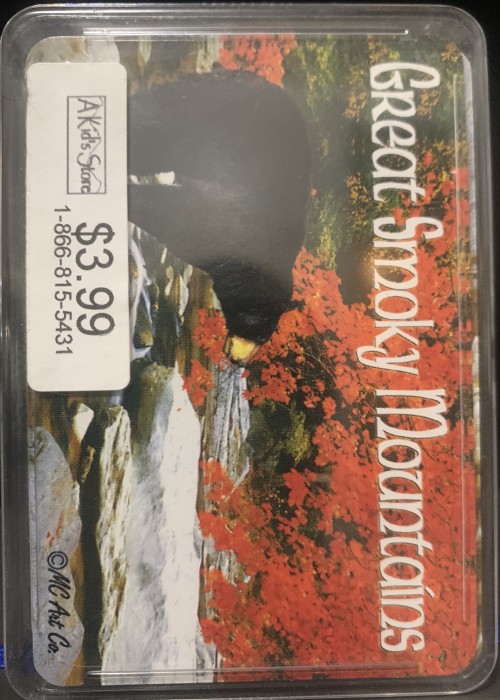 Great Smoky Mountains
A Kid's Store
$3.99
1-866-815-5431
©MC Art Co.